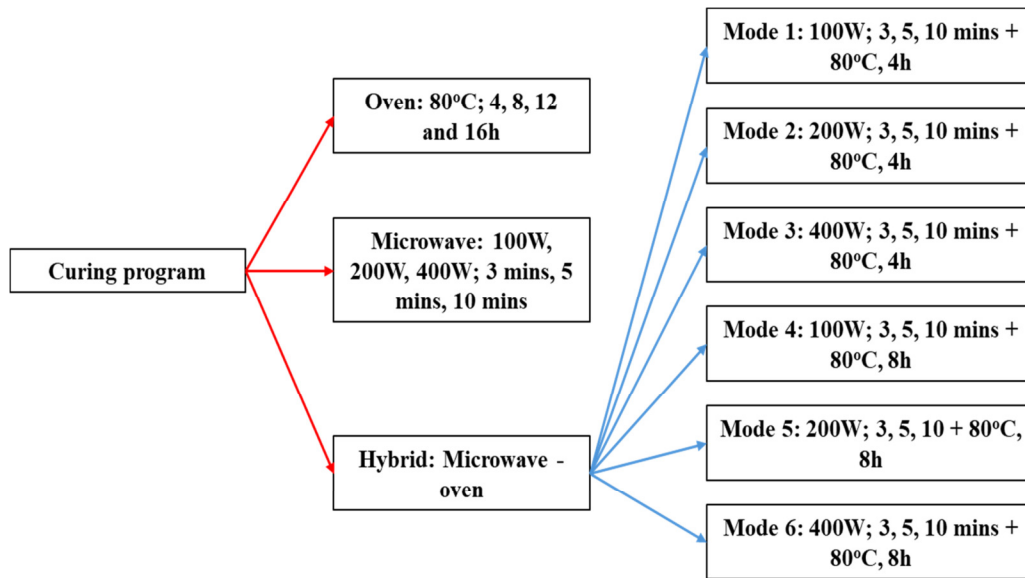 Curing program
Oven: 80°C; 4, 8, 12
and 16h
Microwave: 100W,
200W, 400W; 3 mins, 5
mins, 10 mins
Hybrid: Microwave -
oven
Mode 1: 100W; 3, 5, 10 mins +
80°C, 4h
Mode 2: 200W; 3, 5, 10 mins +
80°C, 4h
Mode 3: 400W; 3, 5, 10 mins +
80°C, 4h
Mode 4: 100W; 3, 5, 10 mins +
80°C, 8h
Mode 5: 200W; 3, 5, 10 + 80°C,
8h
Mode 6: 400W; 3, 5, 10 mins +
80°C, 8h